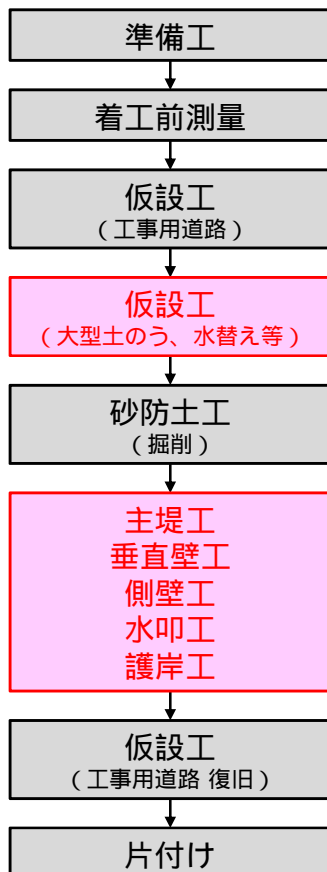 準備工
着工前測量
仮設工
（工事用道路）
仮設工
（大型土のう、水替え等）
砂防土工
（掘削）
主堤工
垂直壁工
側壁工
水叩工
護岸工
仮設工
（工事用道路 復旧）
片付け